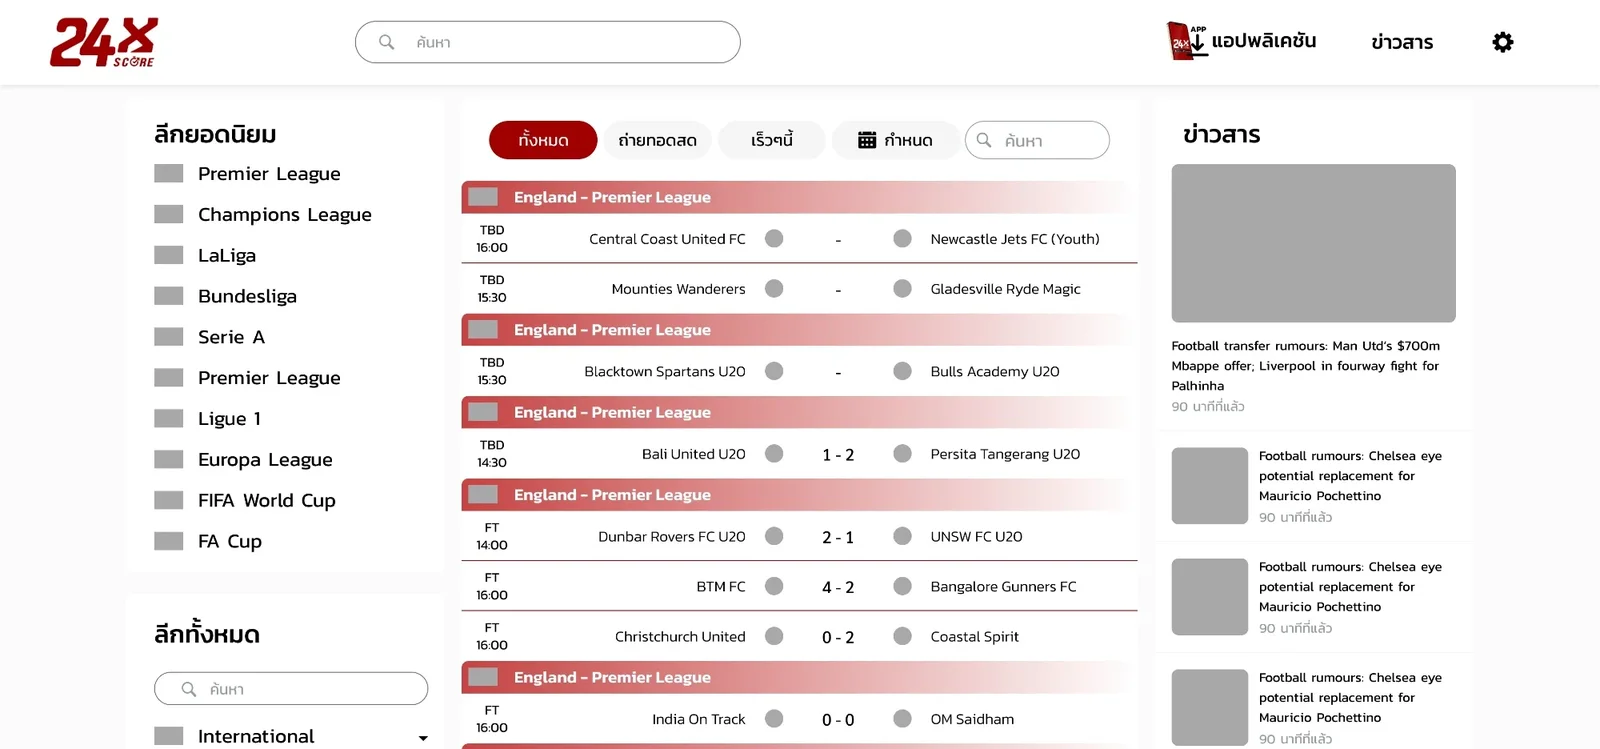 24X
SCORE
ค้นหา
24X
APP
แอปพลิเคชัน
ข่าวสาร
ลีกยอดนิยม
Premier League
Champions League
LaLiga
Bundesliga
Serie A
Premier League
Ligue 1
Europa League
FIFA World Cup
FA Cup
ลีกทั้งหมด
ค้นหา
International
ทั้งหมด
ถ่ายทอดสด
เร็วๆนี้
กำหนด
ค้นหา
England - Premier League
TBD
16:00
Central Coast United FC - Newcastle Jets FC (Youth)
TBD
15:30
Mounties Wanderers - Gladesville Ryde Magic
England - Premier League
TBD
15:30
Blacktown Spartans U20 - Bulls Academy U20
England - Premier League
TBD
14:30
Bali United U20 1 - 2 Persita Tangerang U20
England - Premier League
FT
14:00
Dunbar Rovers FC U20 2 - 1 UNSW FC U20
FT
16:00
BTM FC 4 - 2 Bangalore Gunners FC
FT
16:00
Christchurch United 0 - 2 Coastal Spirit
England - Premier League
FT
16:00
India On Track 0 - 0 OM Saidham
ข่าวสาร
Football transfer rumours: Man Utd's $700m
Mbappe offer; Liverpool in fourway fight for
Palhinha
90 นาทีที่แล้ว
Football rumours: Chelsea eye
potential replacement for
Mauricio Pochettino
90 นาทีที่แล้ว
Football rumours: Chelsea eye
potential replacement for
Mauricio Pochettino
90 นาทีที่แล้ว
Football rumours: Chelsea eye
potential replacement for
Mauricio Pochettino
90 นาทีที่แล้ว